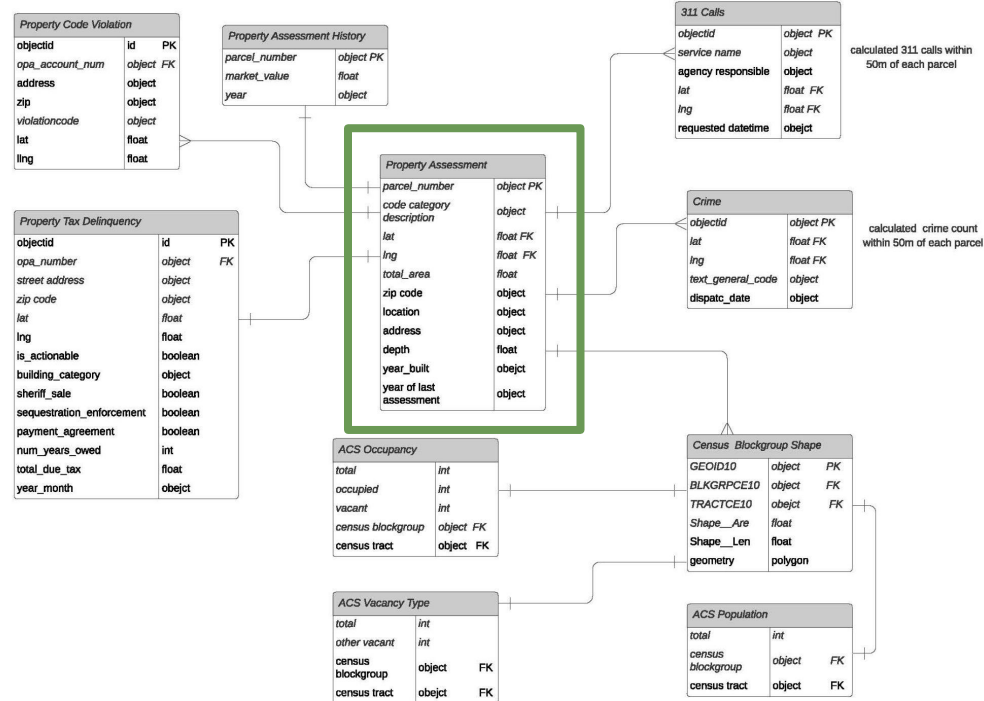 Property Code Violation
objectid id PK
opa_account_num object FK
address object
zip object
violationcode object
lat float
llng float
Property Assessment History
parcel_number object PK
market_value float
year object
311 Calls
objectid object PK
service name object
agency responsible object
lat float FK
lng float FK
requested datetime obejct
calculated 311 calls within
50m of each parcel
Property Assessment
parcel_number object PK
code category
description object
lat float FK
lng float FK
total_area float
zip code object
location object
address object
depth float
year_built obejct
year of last
assessment object
Property Tax Delinquency
objectid id PK
opa_number object FK
street address object
zip code object
lat float
lng float
is_actionable boolean
building_category object
sheriff_sale boolean
sequestration_enforcement boolean
payment_agreement boolean
num_years_owed int
total_due_tax float
year_month obejct
Crime
objectid object PK
lat float FK
lng float FK
text_general_code object
dispatc_date object
calculated crime count
within 50m of each parcel
ACS Occupancy
total int
occupied int
vacant int
census blockgroup object FK
census tract object FK
Census Blockgroup Shape
GEOID10 object PK
BLKGRPCE10 object FK
TRACTCE10 obejct FK
Shape__Are float
Shape__Len float
geometry polygon
ACS Vacancy Type
total int
other vacant int
census
blockgroup object FK
census tract obejct FK
ACS Population
total int
census
blockgroup object FK
census tract object FK